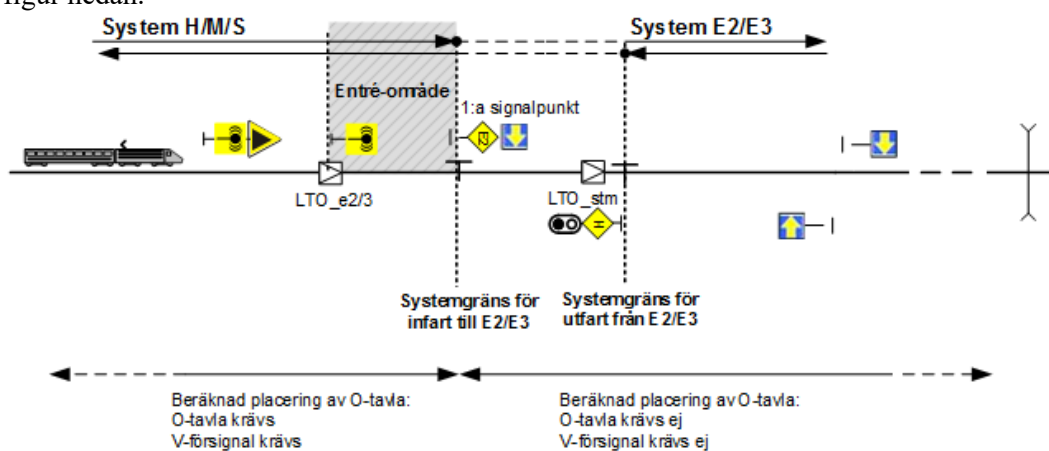 figur nedan.
System H/M/S
System E2/E3
Entré-område
1:a signalpunkt
LTO_e2/3
LTO_stm
H
Systemgräns för
infart till E2/E3
Systemgräns för
utfart från E2/E3
Beräknad placering av O-tavla:
O-tavla krävs
V-försignal krävs
Beräknad placering av O-tavla:
O-tavla krävs ej
V-försignal krävs ej